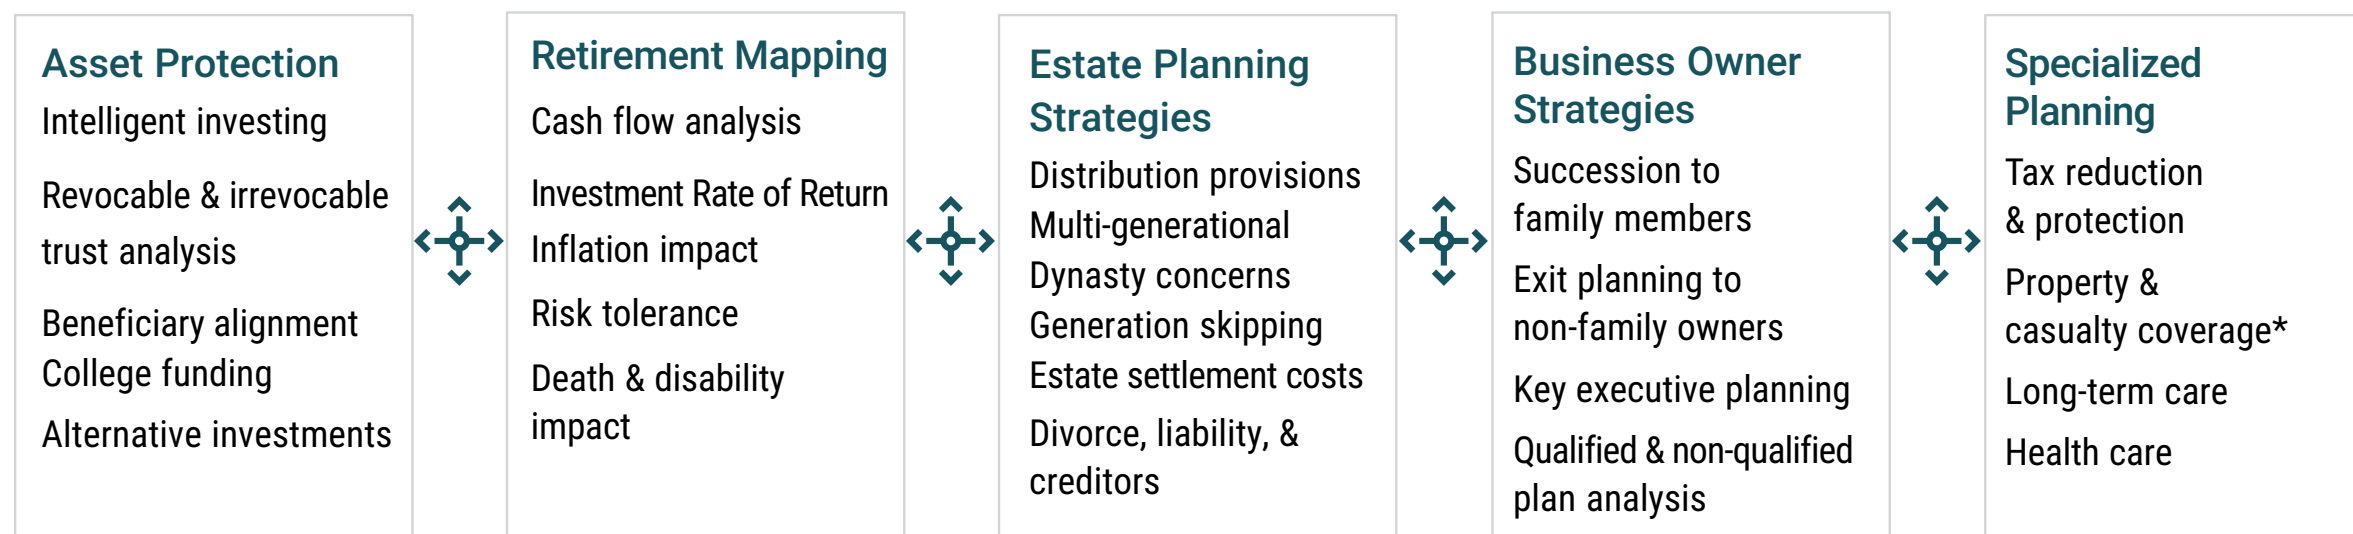 Asset Protection
Intelligent investing
Revocable & irrevocable
trust analysis
Beneficiary alignment
College funding
Alternative investments
Retirement Mapping
Cash flow analysis
Investment Rate of Return
Inflation impact
Risk tolerance
Death & disability
impact
Estate Planning
Strategies
Distribution provisions
Multi-generational
Dynasty concerns
Generation skipping
Estate settlement costs
Divorce, liability, &
creditors
Business Owner
Strategies
Succession to
family members
Exit planning to
non-family owners
Key executive planning
Qualified & non-qualified
plan analysis
Specialized
Planning
Tax reduction
& protection
Property &
casualty coverage*
Long-term care
Health care